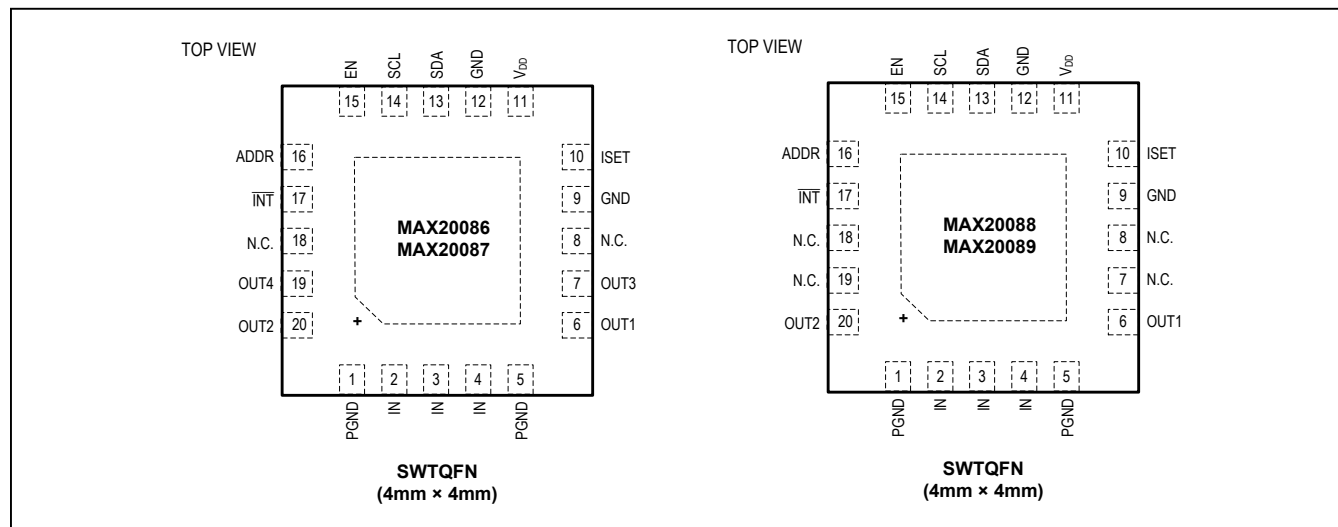 TOP VIEW
EN
SCL
SDA
GND
VDD
15
14
13
12
11
ADDR 16
INT 17
N.C. 18
OUT4 19
OUT2 20
10 ISET
9 GND
8 N.C.
7 OUT3
6 OUT1
MAX20086
MAX20087
+
1
2
3
4
5
PGND
IN
IN
IN
PGND
SWTQFN
(4mm × 4mm)
TOP VIEW
EN
SCL
SDA
GND
VDD
15
14
13
12
11
ADDR 16
INT 17
N.C. 18
N.C. 19
OUT2 20
10 ISET
9 GND
8 N.C.
7 N.C.
6 OUT1
MAX20088
MAX20089
+
1
2
3
4
5
PGND
IN
IN
IN
PGND
SWTQFN
(4mm × 4mm)